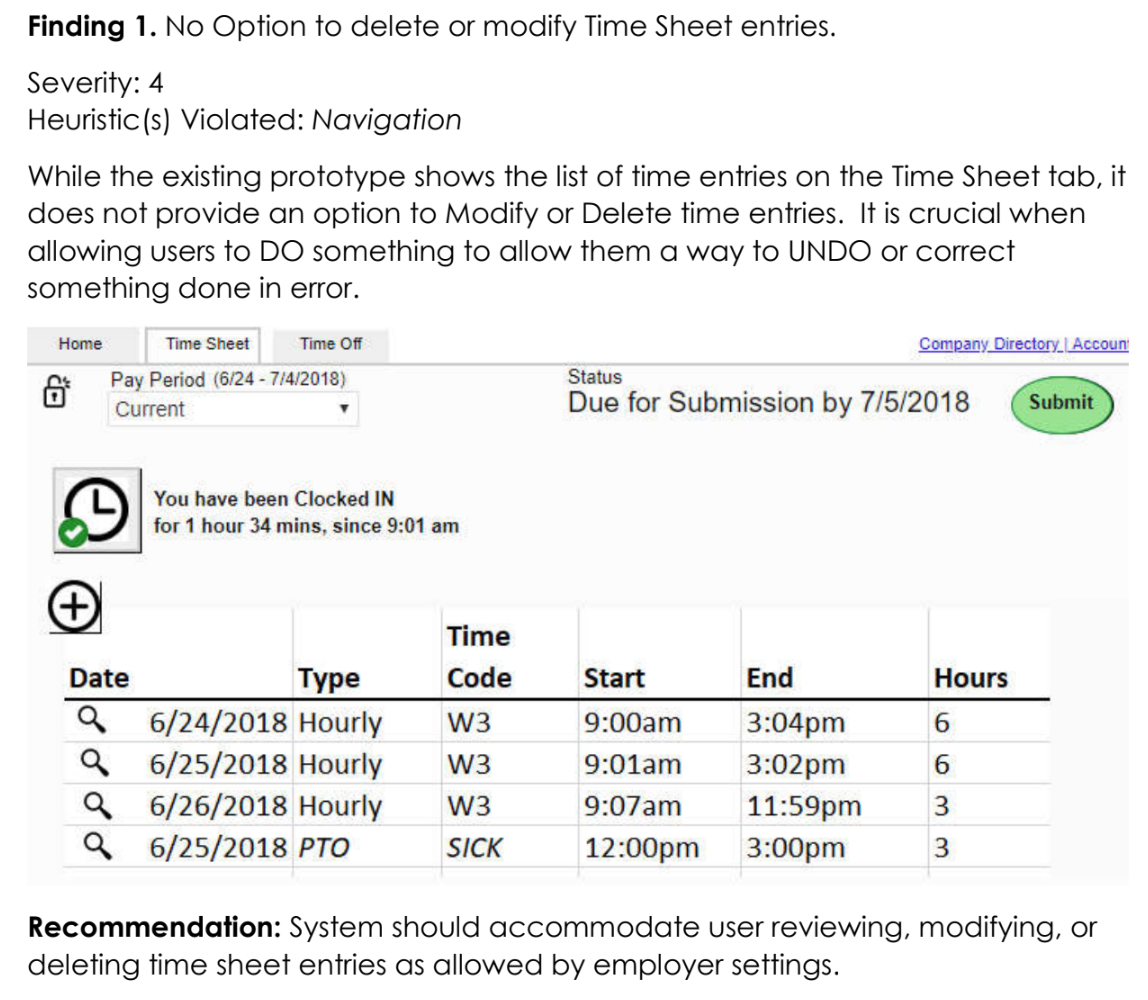 Finding 1. No Option to delete or modify Time Sheet entries.
Severity: 4
Heuristic(s) Violated: Navigation
While the existing prototype shows the list of time entries on the Time Sheet tab, it
does not provide an option to Modify or Delete time entries.  It is crucial when
allowing users to DO something to allow them a way to UNDO or correct
something done in error.
Home Time Sheet Time Off Company Directory | Account
Pay Period (6/24 - 7/4/2018) Status
Current Due for Submission by 7/5/2018 Submit
You have been Clocked IN
for 1 hour 34 mins, since 9:01 am
Time
Date Type Code Start End Hours
6/24/2018 Hourly W3 9:00am 3:04pm 6
6/25/2018 Hourly W3 9:01am 3:02pm 6
6/26/2018 Hourly W3 9:07am 11:59pm 3
6/25/2018 PTO SICK 12:00pm 3:00pm 3
Recommendation: System should accommodate user reviewing, modifying, or
deleting time sheet entries as allowed by employer settings.